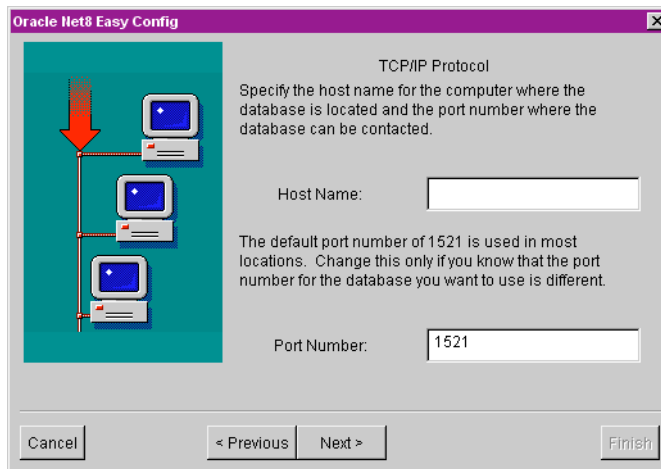 Oracle Net8 Easy Config
TCP/IP Protocol
Specify the host name for the computer where the
database is located and the port number where the
database can be contacted.
Host Name:
The default port number of 1521 is used in most
locations. Change this only if you know that the port
number for the database you want to use is different.
Port Number: 1521
Cancel < Previous Next > Finish